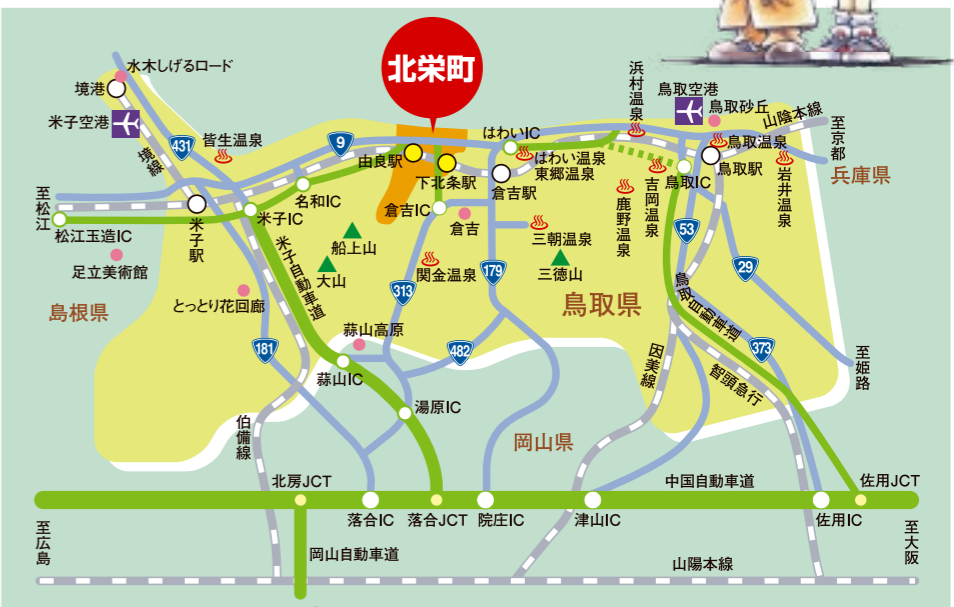 北栄町
水木しげるロード
境港
米子空港
境線
431
皆生温泉
9
由良駅
下北条駅
はわいIC
はわい温泉
東郷温泉
倉吉駅
浜村温泉
鳥取空港
鳥取砂丘
山陰本線
至京都
鳥取温泉
鳥取駅
鳥取IC
岩井温泉
兵庫県
吉岡温泉
鹿野温泉
至松江
松江玉造IC
米子駅
米子IC
名和IC
船上山
大山
倉吉IC
倉吉
関金温泉
三朝温泉
三徳山
179
313
53
29
足立美術館
島根県
とっとり花回廊
米子自動車道
鳥取県
鳥取自動車道
蒜山高原
蒜山IC
181
482
373
因美線
智頭急行
至姫路
湯原IC
伯備線
岡山県
北房JCT
中国自動車道
佐用JCT
落合IC
落合JCT
院庄IC
津山IC
佐用IC
至広島
至大阪
岡山自動車道
山陽本線